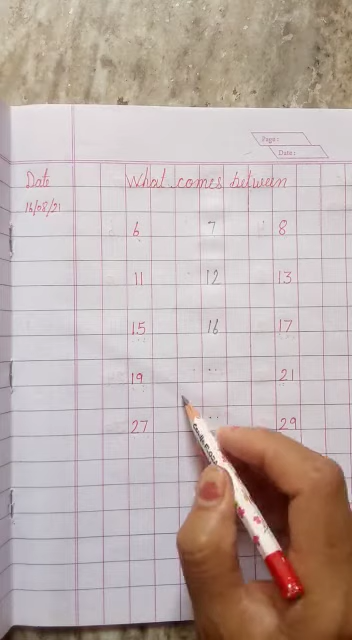 Page:
Date:
Date What comes between
16/08/21
6 7 8
11 12 13
15 16 17
19 21
27 29